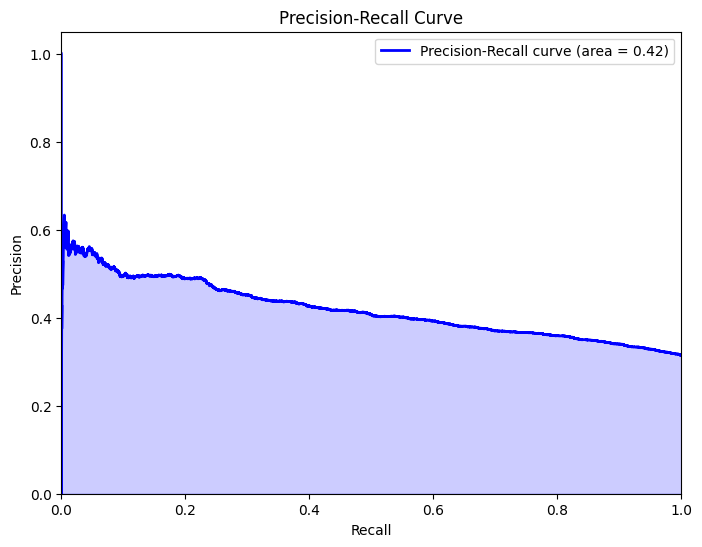 Precision-Recall Curve
Precision-Recall curve (area = 0.42)
1.0
0.8
0.6
0.4
0.2
0.0
Precision
0.0 0.2 0.4 0.6 0.8 1.0
Recall